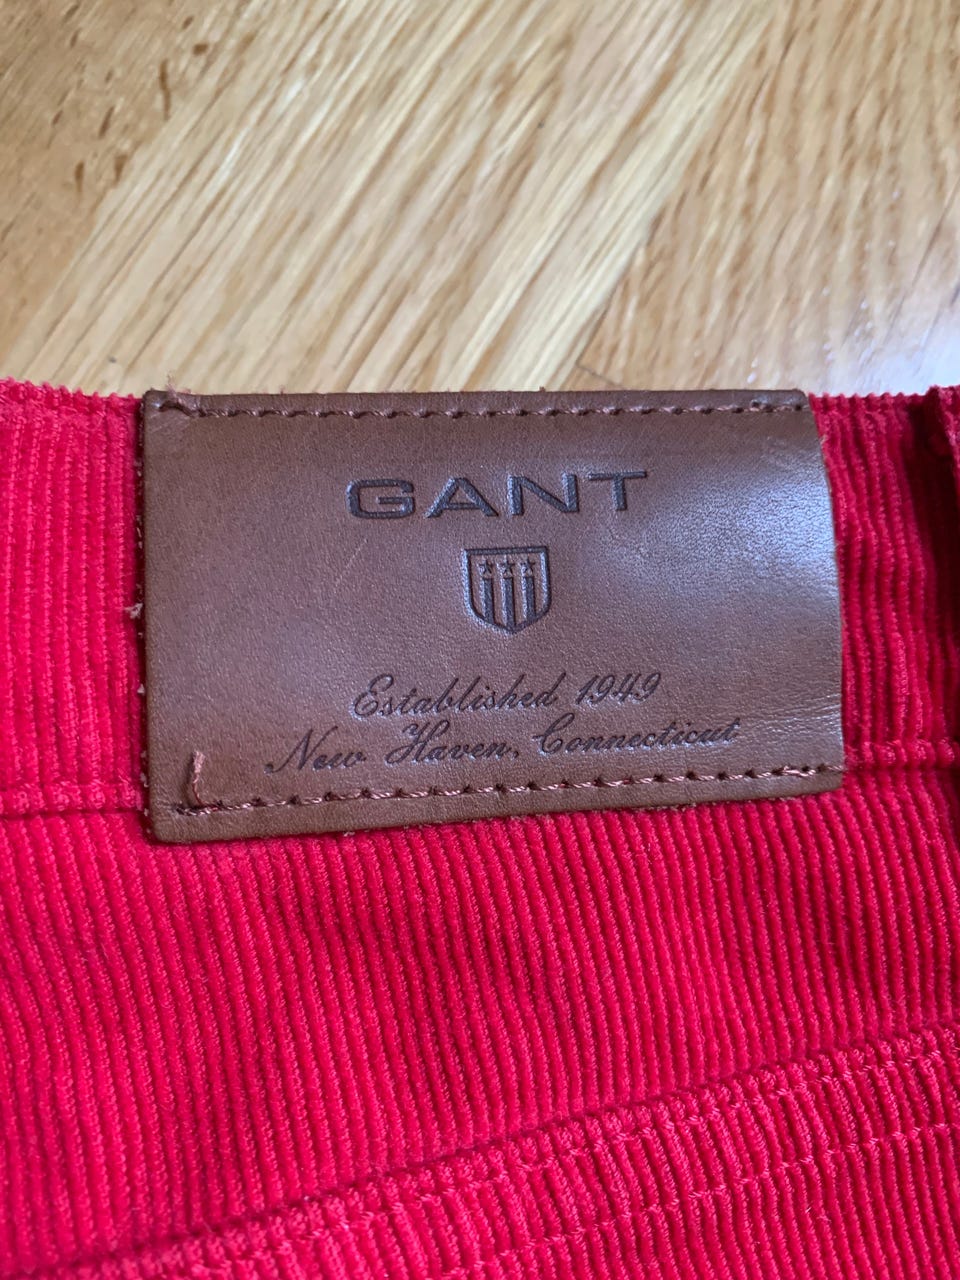 GANT
Established 1949
New Haven, Connecticut